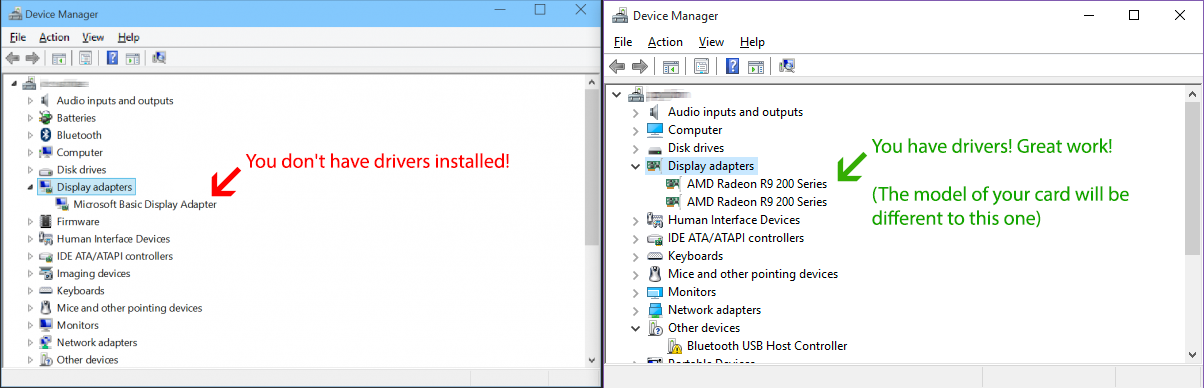 Device Manager
File Action View Help
Audio inputs and outputs
Batteries
Bluetooth
Computer
Disk drives
Display adapters
Microsoft Basic Display Adapter
Firmware
Human Interface Devices
IDE ATA/ATAPI controllers
Imaging devices
Keyboards
Mice and other pointing devices
Monitors
Network adapters
Other devices
You don't have drivers installed!
Device Manager
File Action View Help
Audio inputs and outputs
Computer
Disk drives
Display adapters
AMD Radeon R9 200 Series
AMD Radeon R9 200 Series
Human Interface Devices
IDE ATA/ATAPI controllers
Keyboards
Mice and other pointing devices
Monitors
Network adapters
Other devices
Bluetooth USB Host Controller
Portable Devices
You have drivers! Great work!
(The model of your card will be
different to this one)